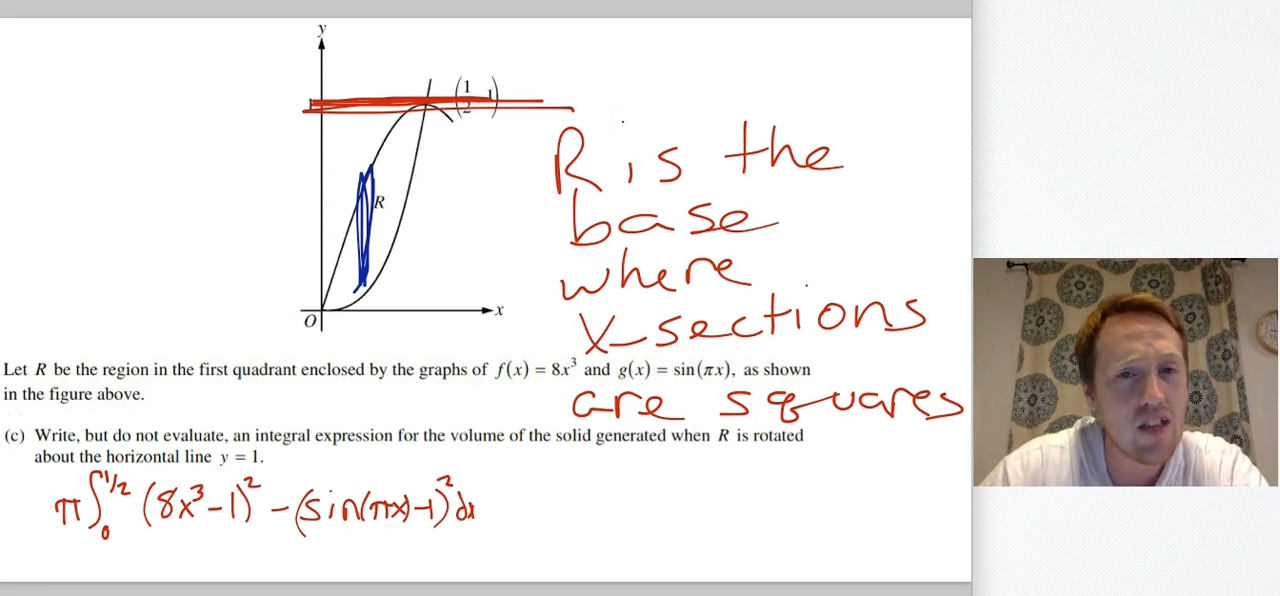 y
(1/2, 1)
R
O
x
R is the
base
where
x-sections
are squares
Let R be the region in the first quadrant enclosed by the graphs of f(x) = 8x³ and g(x) = sin(πx), as shown
in the figure above.
(c) Write, but do not evaluate, an integral expression for the volume of the solid generated when R is rotated
about the horizontal line y = 1.
π∫₀^1/2 (8x³-1)² - (sin(πx)-1)² dx